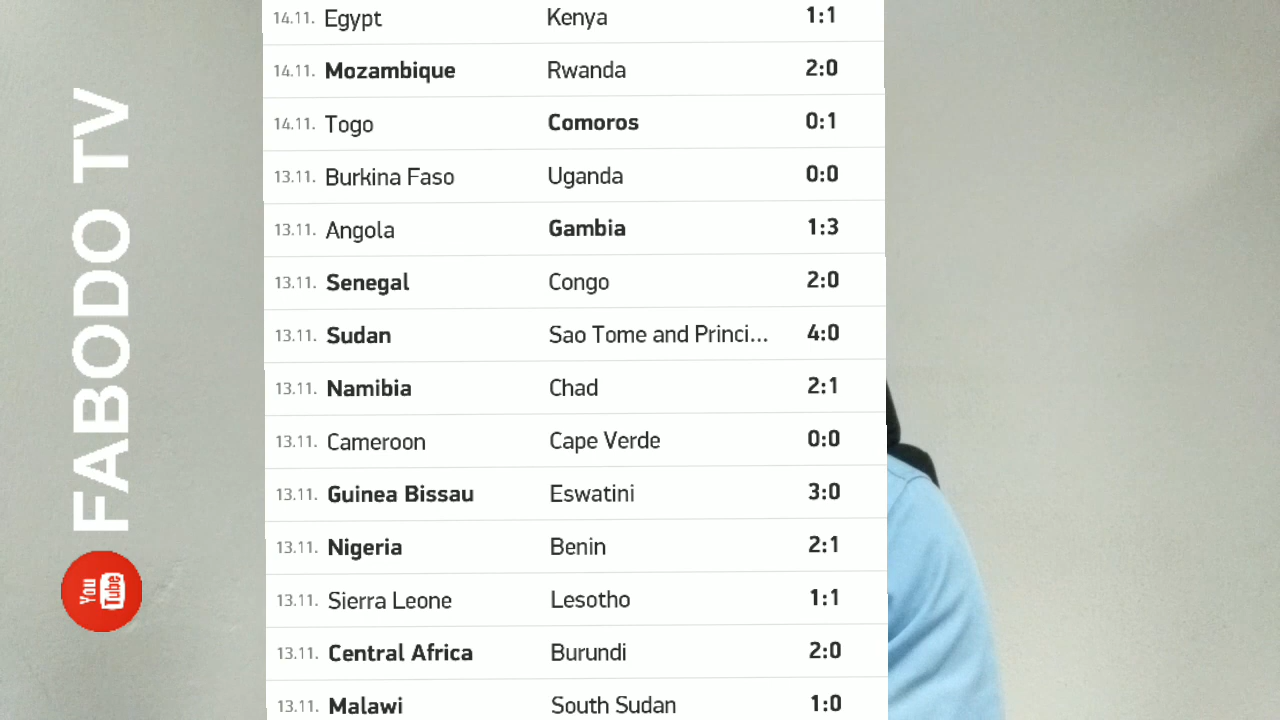 14.11. Egypt Kenya 1:1
14.11. Mozambique Rwanda 2:0
14.11. Togo Comoros 0:1
13.11. Burkina Faso Uganda 0:0
13.11. Angola Gambia 1:3
13.11. Senegal Congo 2:0
13.11. Sudan Sao Tome and Princi...  4:0
13.11. Namibia Chad 2:1
13.11. Cameroon Cape Verde 0:0
13.11. Guinea Bissau Eswatini 3:0
13.11. Nigeria Benin 2:1
13.11. Sierra Leone Lesotho 1:1
13.11. Central Africa Burundi 2:0
13.11. Malawi South Sudan 1:0
FABODO TV
You Tube